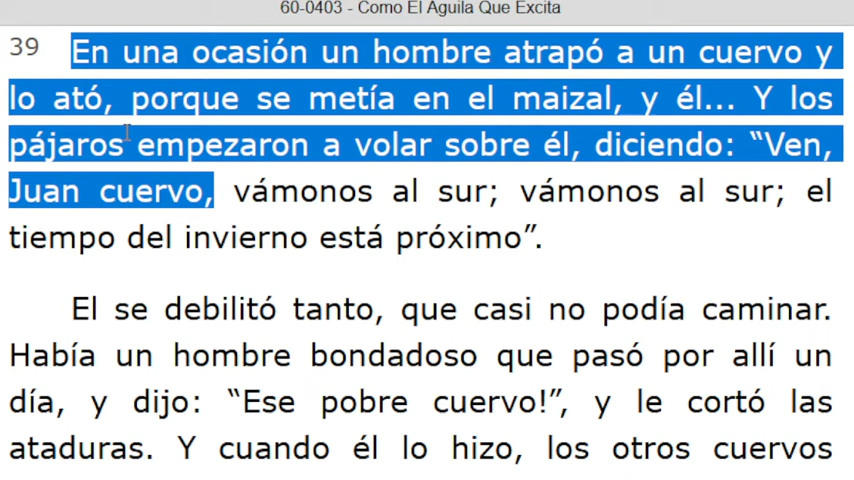 60-0403 - Como El Aguila Que Excita
39 En una ocasión un hombre atrapó a un cuervo y
lo ató, porque se metía en el maizal, y él... Y los
pájaros empezaron a volar sobre él, diciendo: “Ven,
Juan cuervo, vámonos al sur; vámonos al sur; el
tiempo del invierno está próximo”.
El se debilitó tanto, que casi no podía caminar.
Había un hombre bondadoso que pasó por allí un
día, y dijo: “Ese pobre cuervo!”, y le cortó las
ataduras. Y cuando él lo hizo, los otros cuervos